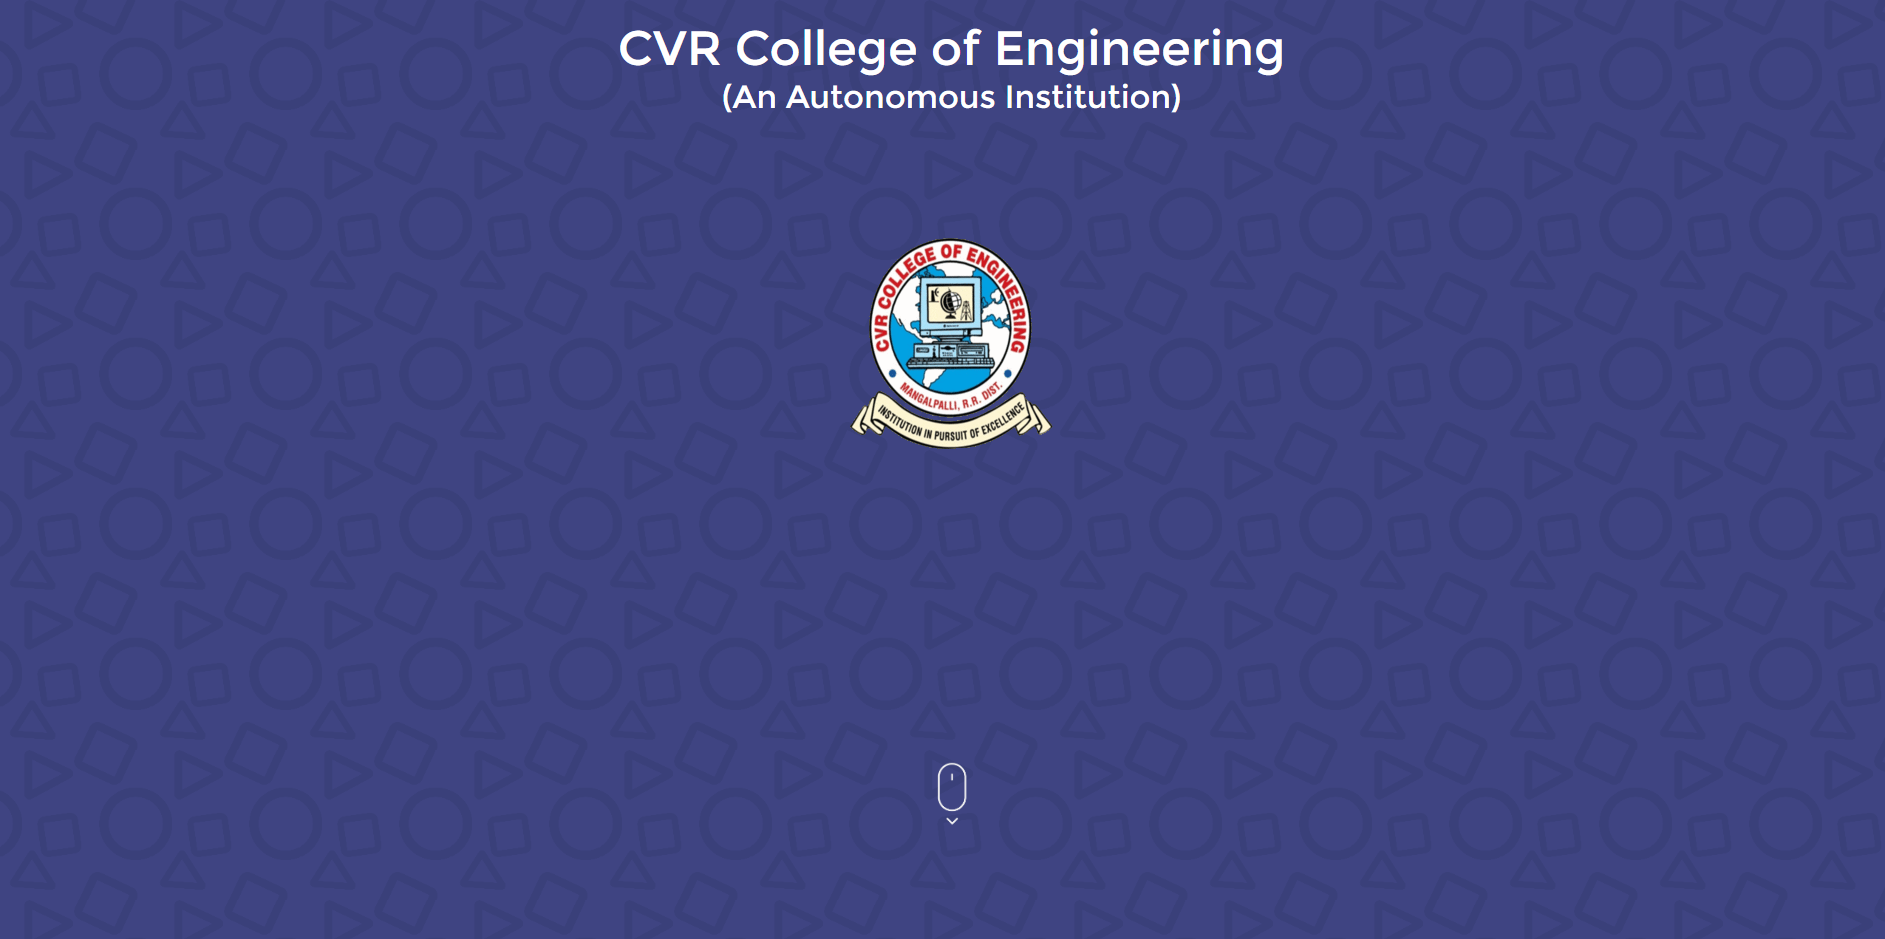 CVR College of Engineering
(An Autonomous Institution)
CVR COLLEGE OF ENGINEERING
MANGALPALLI, R.R. DIST.
INSTITUTION IN PURSUIT OF EXCELLENCE